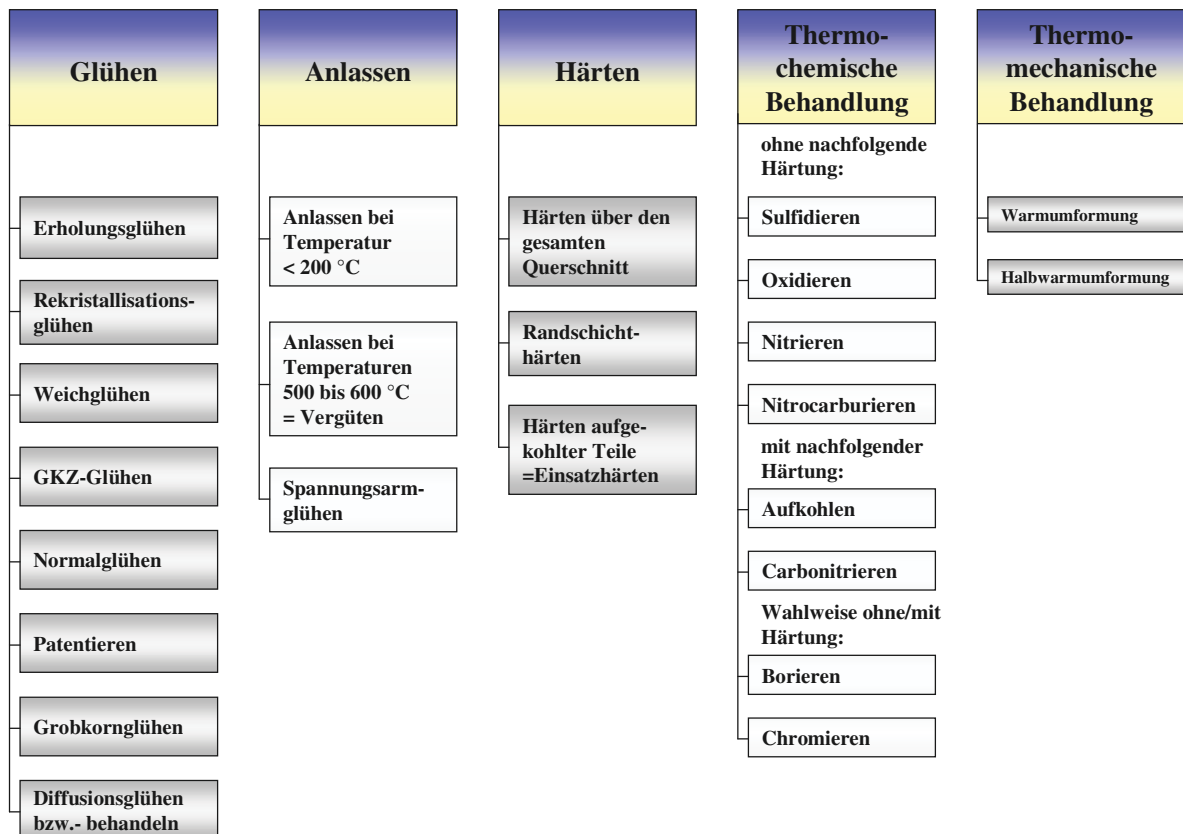 Glühen
Erholungsglühen
Rekristallisations-
glühen
Weichglühen
GKZ-Glühen
Normalglühen
Patentieren
Grobkornglühen
Diffusionsglühen
bzw.- behandeln
Anlassen
Anlassen bei
Temperatur
< 200 °C
Anlassen bei
Temperaturen
500 bis 600 °C
= Vergüten
Spannungsarm-
glühen
Härten
Härten über den
gesamten
Querschnitt
Randschicht-
härten
Härten aufge-
kohlter Teile
=Einsatzhärten
Thermo-
chemische
Behandlung
ohne nachfolgende
Härtung:
Sulfidieren
Oxidieren
Nitrieren
Nitrocarburieren
mit nachfolgender
Härtung:
Aufkohlen
Carbonitrieren
Wahlweise ohne/mit
Härtung:
Borieren
Chromieren
Thermo-
mechanische
Behandlung
Warmumformung
Halbwarmumformung